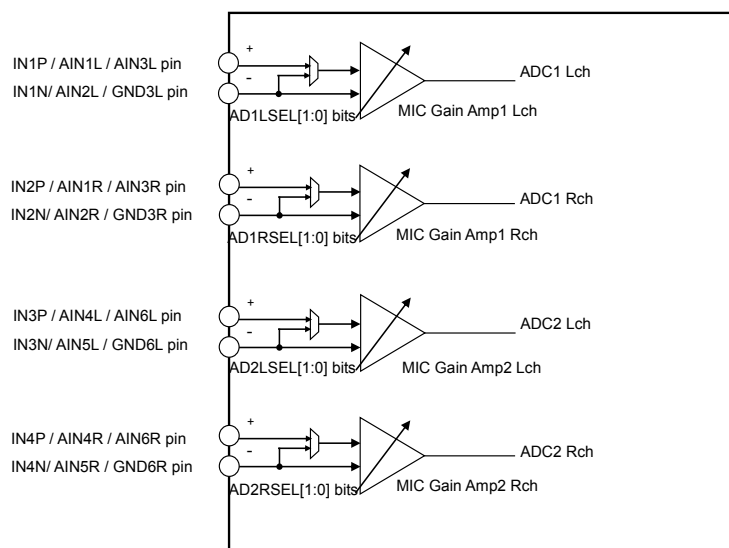 IN1P / AIN1L / AIN3L pin
+
ADC1 Lch
IN1N/ AIN2L / GND3L pin
-
AD1LSEL[1:0] bits
MIC Gain Amp1 Lch
IN2P / AIN1R / AIN3R pin
+
ADC1 Rch
IN2N/ AIN2R / GND3R pin
-
AD1RSEL[1:0] bits
MIC Gain Amp1 Rch
IN3P / AIN4L / AIN6L pin
+
ADC2 Lch
IN3N/ AIN5L / GND6L pin
-
AD2LSEL[1:0] bits
MIC Gain Amp2 Lch
IN4P / AIN4R / AIN6R pin
+
ADC2 Rch
IN4N/ AIN5R / GND6R pin
-
AD2RSEL[1:0] bits
MIC Gain Amp2 Rch